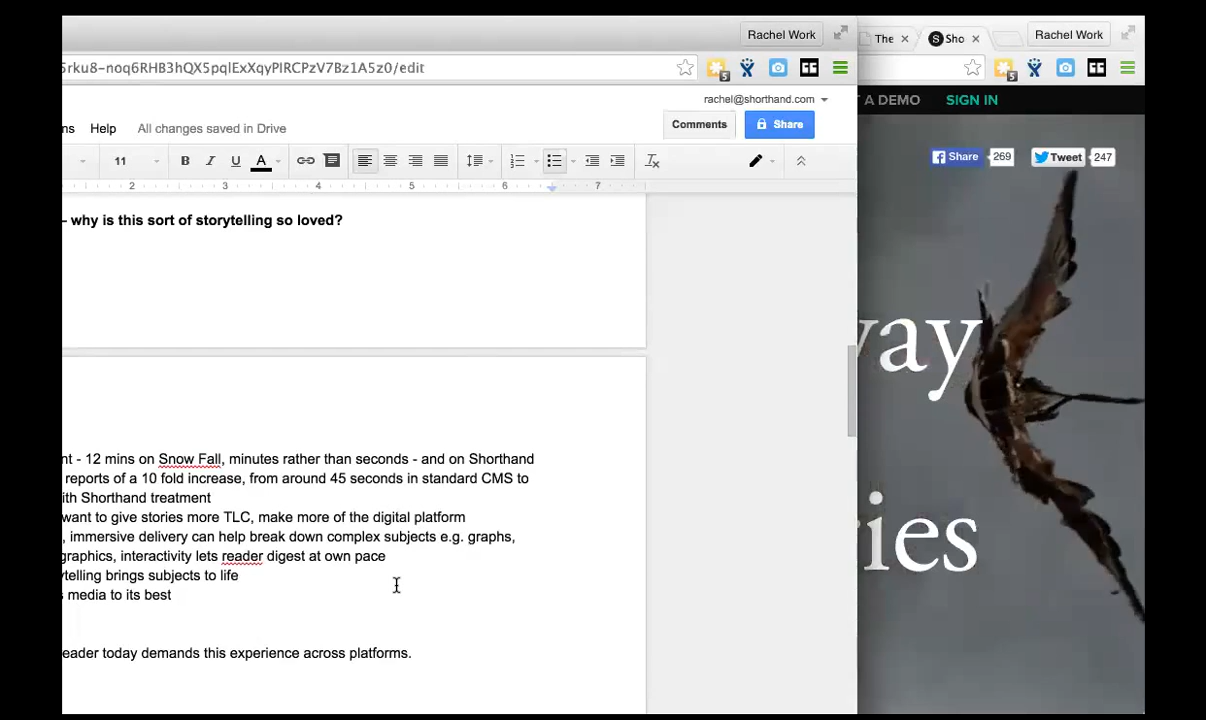 Rachel Work
5rku8-noq6RHB3hQX5pqlExXqyPIRCPzV7Bz1A5z0/edit
5
rachel@shorthand.com
ns Help All changes saved in Drive
Comments
Share
11
2 3 4 5 6 7
– why is this sort of storytelling so loved?
nt - 12 mins on Snow Fall, minutes rather than seconds - and on Shorthand
reports of a 10 fold increase, from around 45 seconds in standard CMS to
ith Shorthand treatment
want to give stories more TLC, make more of the digital platform
, immersive delivery can help break down complex subjects e.g. graphs,
graphics, interactivity lets reader digest at own pace
ytelling brings subjects to life
s media to its best
eader today demands this experience across platforms.
The
Sho
Rachel Work
5
T A DEMO SIGN IN
Share 269
Tweet 247
way
ies